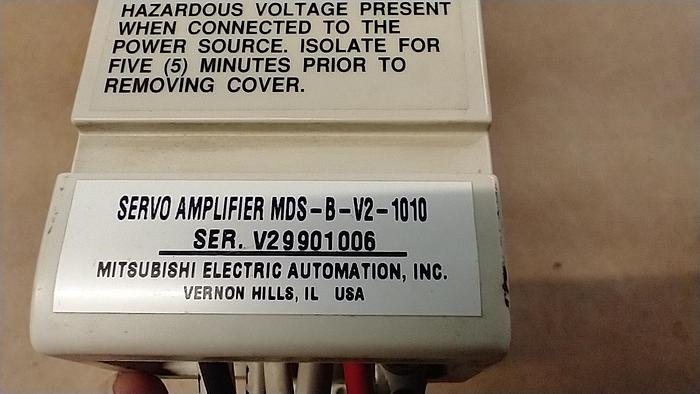 HAZARDOUS VOLTAGE PRESENT
WHEN CONNECTED TO THE
POWER SOURCE. ISOLATE FOR
FIVE (5) MINUTES PRIOR TO
REMOVING COVER.
SERVO AMPLIFIER MDS-B-V2-1010
SER. V29901006
MITSUBISHI ELECTRIC AUTOMATION, INC.
VERNON HILLS, IL USA